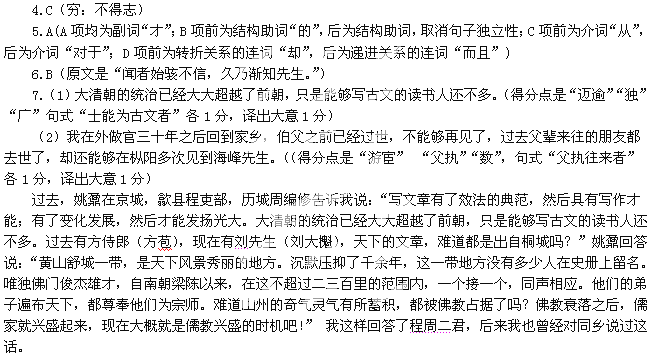 4.C（穷：不得志）
5.A(A项均为副词“才”；B项前为结构助词“的”，后为结构助词，取消句子独立性；C项前为介词“从”，
后为介词“对于”；D项前为转折关系的连词“却”，后为递进关系的连词“而且”)
6.B（原文是“闻者始骇不信，久乃渐知先生。”）
7.（1）大清朝的统治已经大大超越了前朝，只是能够写古文的读书人还不多。（得分点是“迈逾”“独”
“广”句式“士能为古文者”各1分，译出大意1分）
（2）我在外做官三十年之后回到家乡，伯父之前已经过世，不能够再见了，过去父辈来往的朋友都
去世了，却还能够在枞阳多次见到海峰先生。（(得分点是“游宦” “父执”“数”，句式“父执往来者”
各1分，译出大意1分）
过去，姚鼐在京城，歙县程吏部，历城周编修告诉我说：“写文章有了效法的典范，然后具有写作才
能；有了变化发展，然后才能发扬光大。大清朝的统治已经大大超越了前朝，只是能够写古文的读书人还
不多。过去有方侍郎（方苞），现在有刘先生（刘大櫆），天下的文章，难道都是出自桐城吗？”姚鼐回答
说：“黄山舒城一带，是天下风景秀丽的地方。沉默压抑了千余年，这一带地方没有多少人在史册上留名。
唯独佛门俊杰雄才，自南朝梁陈以来，在这不超过二三百里的范围内，一个接一个，同声相应。他们的弟
子遍布天下，都尊奉他们为宗师。难道山州的奇气灵气有所蓄积，都被佛教占据了吗？佛教衰落之后，儒
家就兴盛起来，现在大概就是儒教兴盛的时机吧！” 我这样回答了程周二君，后来我也曾经对同乡说过这
话。